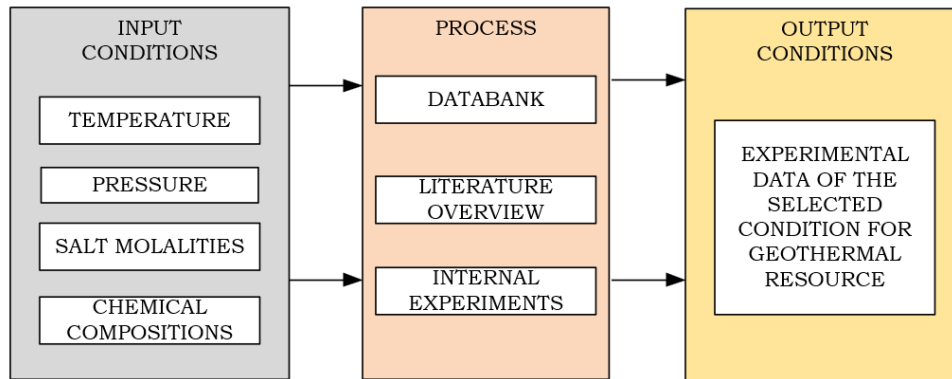 INPUT
CONDITIONS
TEMPERATURE
PRESSURE
SALT MOLALITIES
CHEMICAL
COMPOSITIONS
PROCESS
DATABANK
LITERATURE
OVERVIEW
INTERNAL
EXPERIMENTS
OUTPUT
CONDITIONS
EXPERIMENTAL
DATA OF THE
SELECTED
CONDITION FOR
GEOTHERMAL
RESOURCE